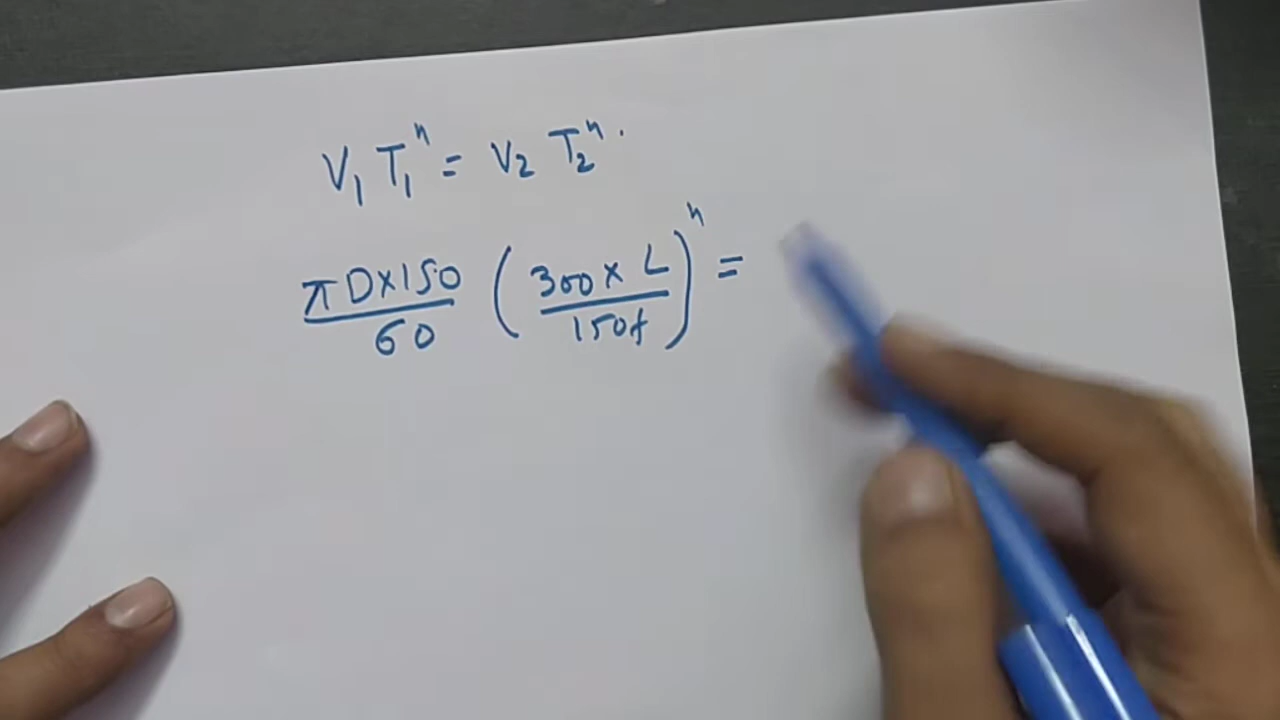 V₁ T₁ⁿ = V₂ T₂ⁿ.
πD×150/60 (300×L/150f)ⁿ =